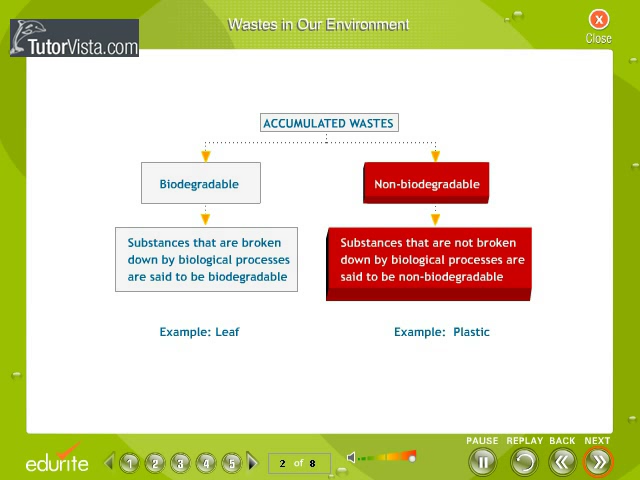 Wastes in Our Environment
X
Close
TutorVista.com
ACCUMULATED WASTES
Biodegradable
Non-biodegradable
Substances that are broken
down by biological processes
are said to be biodegradable
Substances that are not broken
down by biological processes are
said to be non-biodegradable
Example: Leaf
Example: Plastic
PAUSE REPLAY BACK NEXT
edurite
1 2 3 4 5
2 of 8